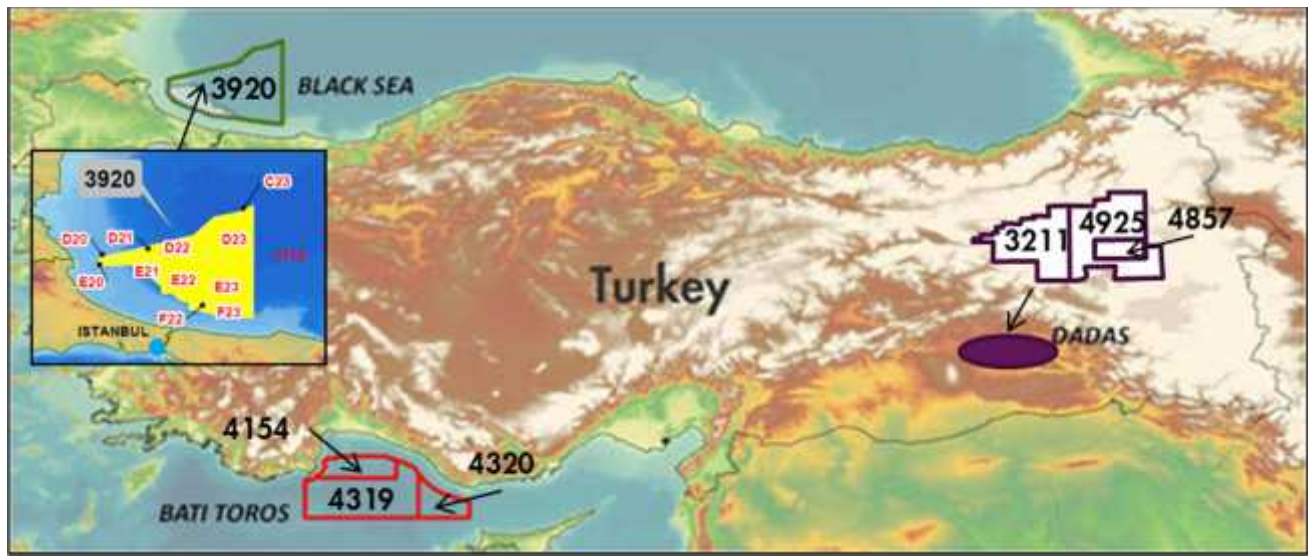 3920
BLACK SEA
3920
C23
D20
D21
D22
D23
E20
E21
E22
E23
F22
F23
ISTANBUL
3211
4925
4857
Turkey
DADAS
4154
4320
4319
BATI TOROS